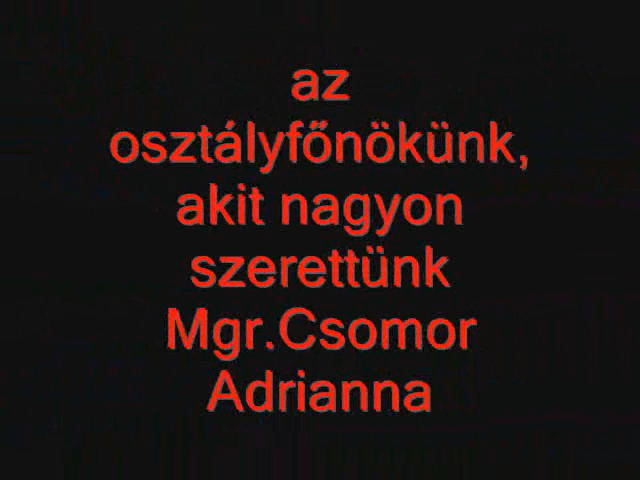 az
osztályfőnökünk,
akit nagyon
szerettünk
Mgr.Csomor
Adrianna